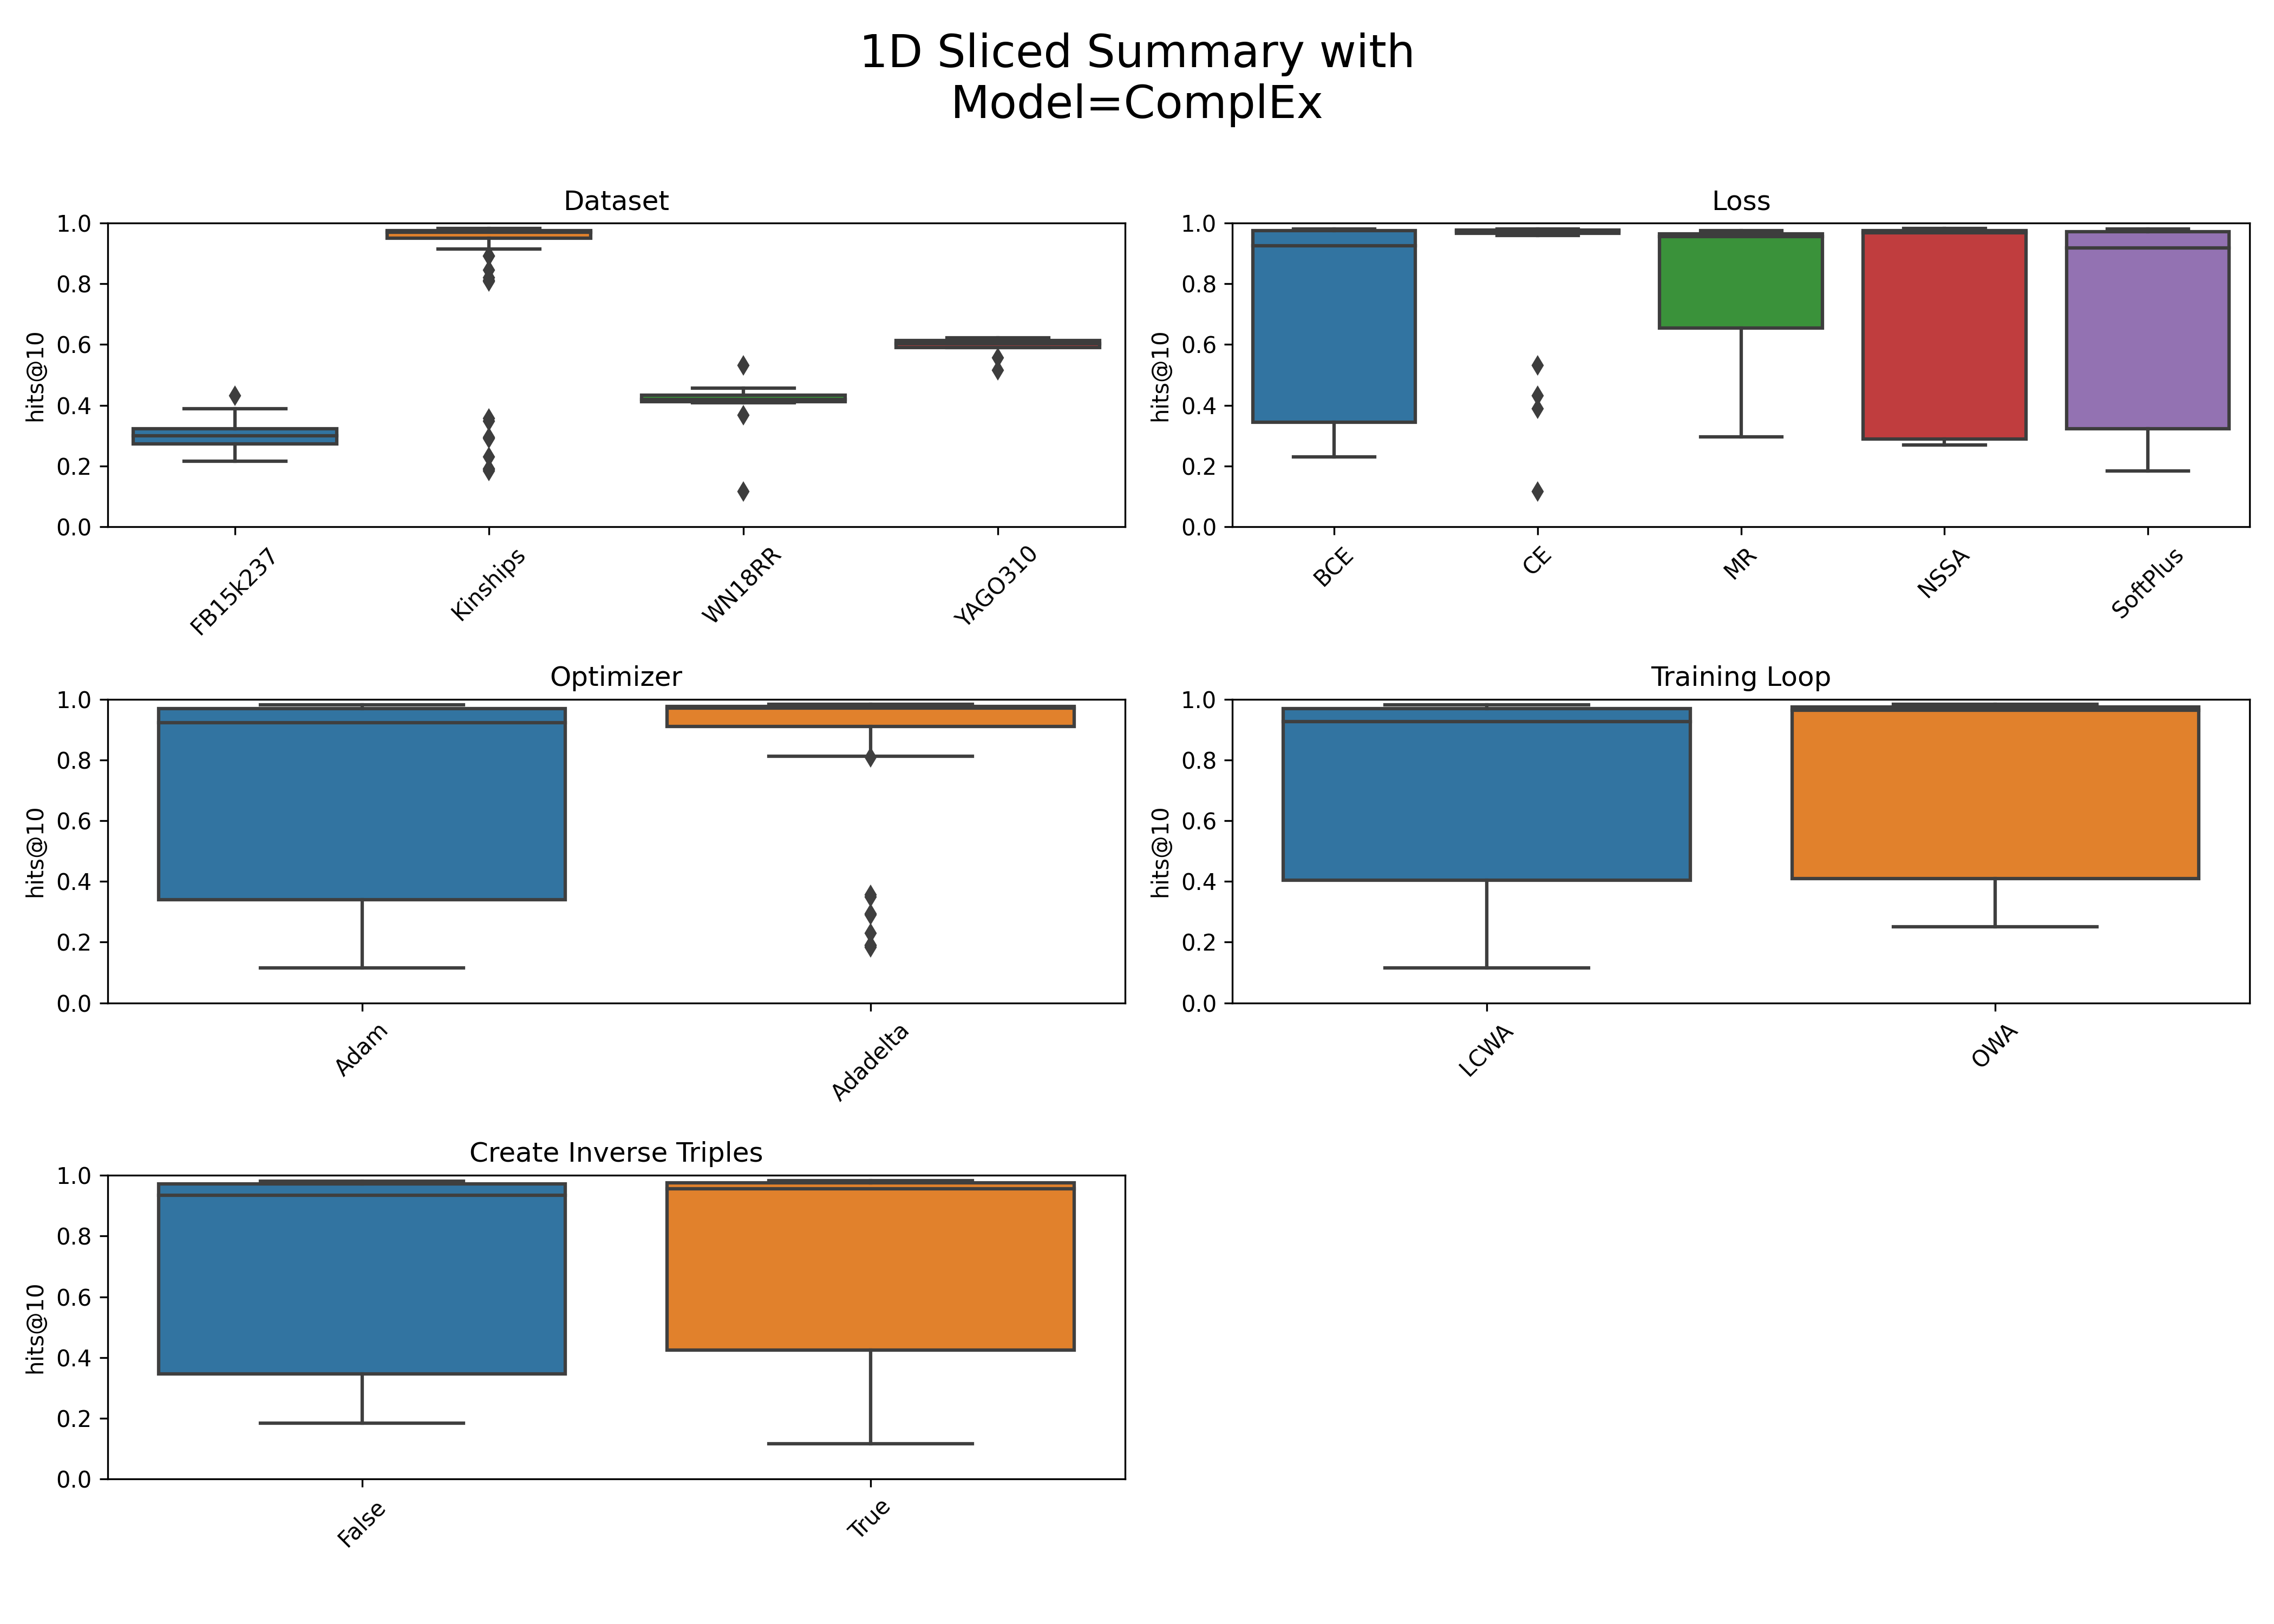 1D Sliced Summary with
Model=ComplEx
Dataset
hits@10
1.0
0.8
0.6
0.4
0.2
0.0
FB15k237
Kinships
WN18RR
YAGO310
Loss
hits@10
1.0
0.8
0.6
0.4
0.2
0.0
BCE
CE
MR
NSSA
SoftPlus
Optimizer
hits@10
1.0
0.8
0.6
0.4
0.2
0.0
Adam
Adadelta
Training Loop
hits@10
1.0
0.8
0.6
0.4
0.2
0.0
LCWA
OWA
Create Inverse Triples
hits@10
1.0
0.8
0.6
0.4
0.2
0.0
False
True